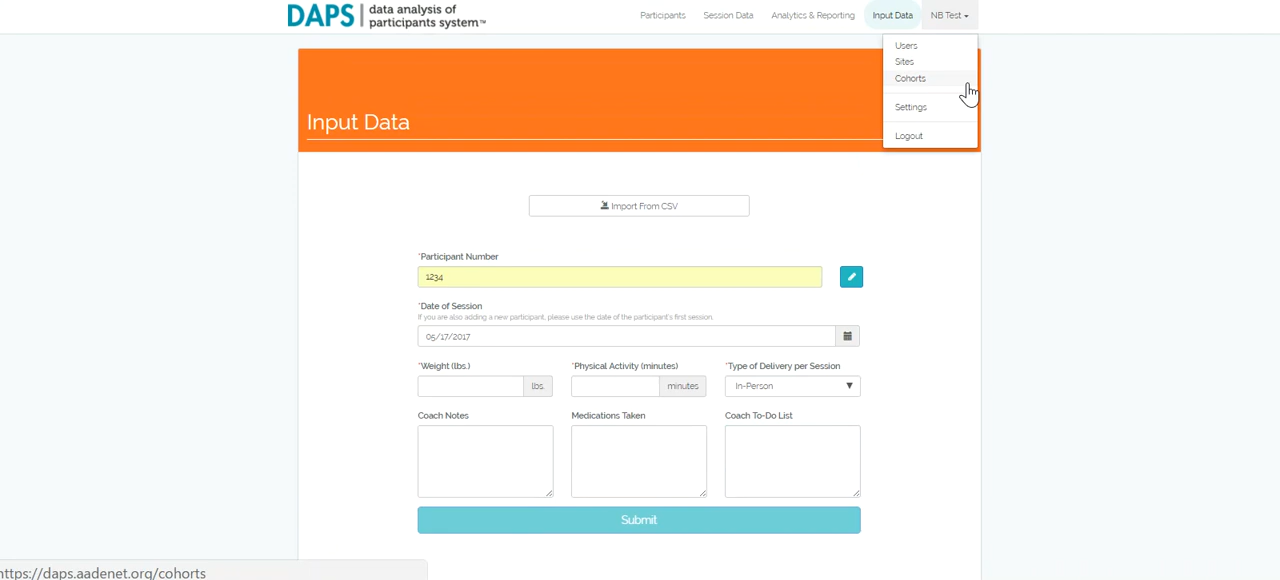 DAPS data analysis of participants system™
Participants Session Data Analytics & Reporting Input Data NB Test
Users
Sites
Cohorts
Settings
Logout
Input Data
Import From CSV
*Participant Number
1234
*Date of Session
If you are also adding a new participant, please use the date of the participant's first session.
05/17/2017
*Weight (lbs.) *Physical Activity (minutes) *Type of Delivery per Session
lbs. minutes In-Person
Coach Notes Medications Taken Coach To-Do List
Submit
https://daps.aadenet.org/cohorts